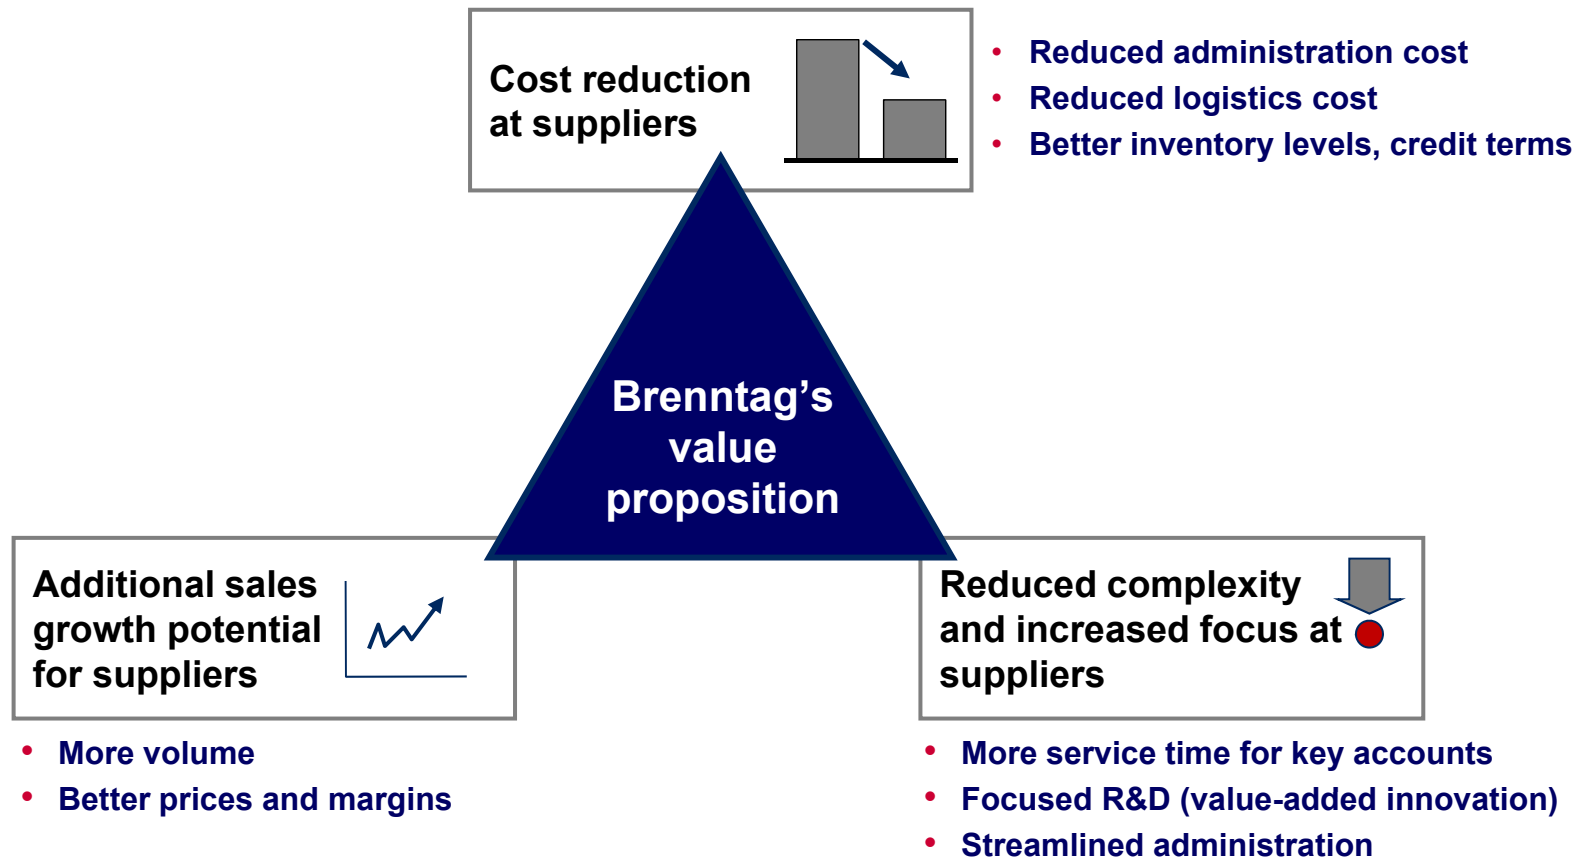 Cost reduction
at suppliers
• Reduced administration cost
• Reduced logistics cost
• Better inventory levels, credit terms
Brenntag’s
value
proposition
Additional sales
growth potential
for suppliers
• More volume
• Better prices and margins
Reduced complexity
and increased focus at
suppliers
• More service time for key accounts
• Focused R&D (value-added innovation)
• Streamlined administration